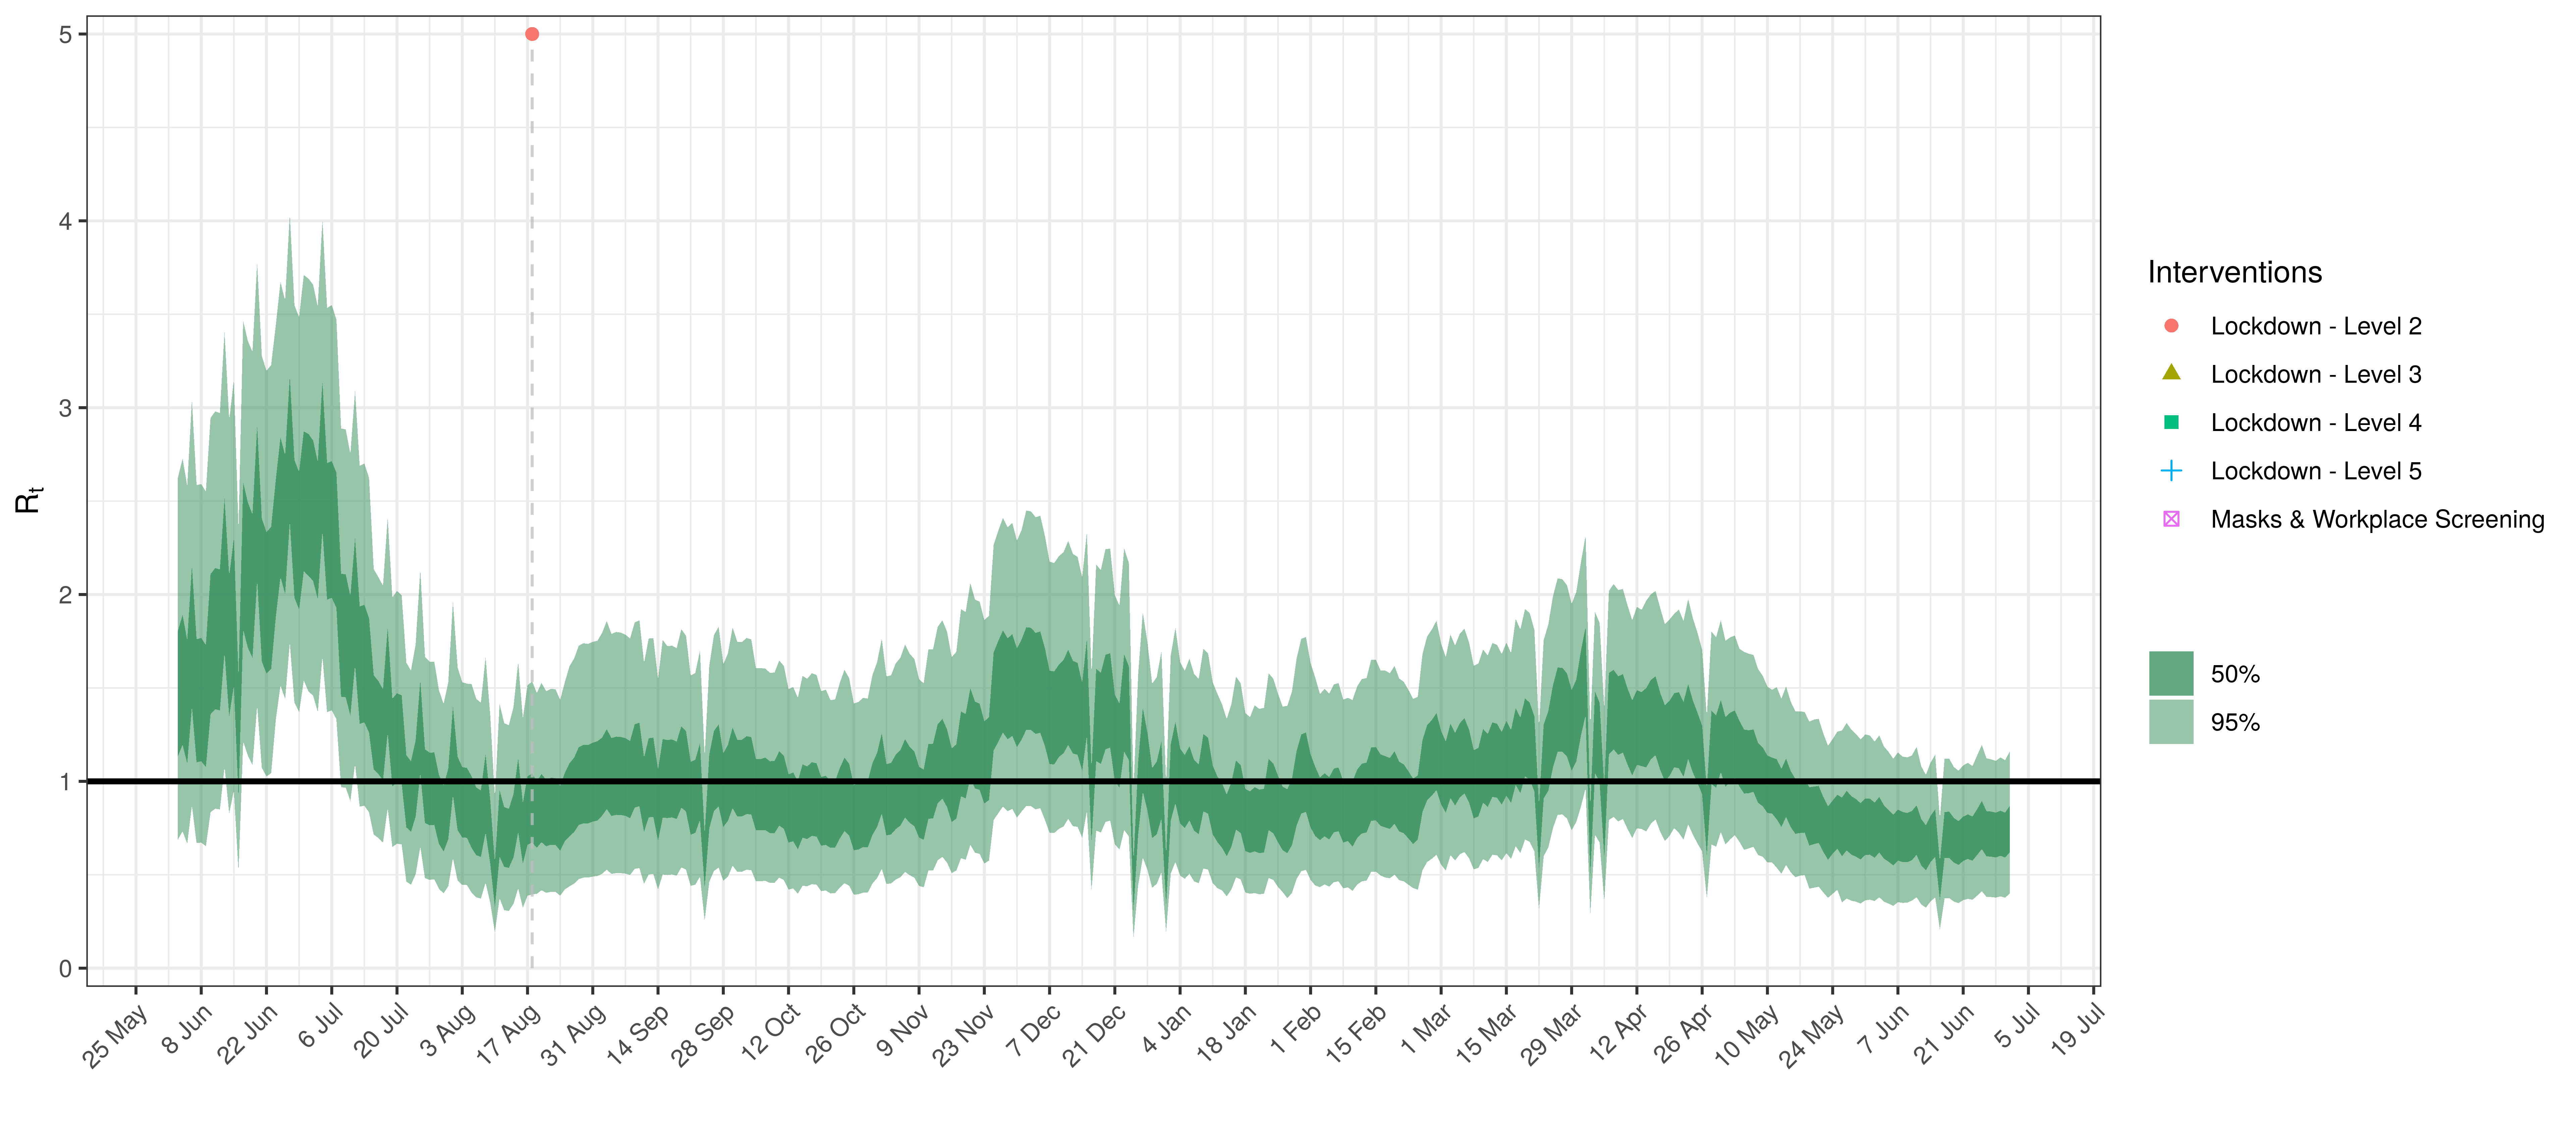 5
4
3
2
1
0
Rt
25 May
8 Jun
22 Jun
6 Jul
20 Jul
3 Aug
17 Aug
31 Aug
14 Sep
28 Sep
12 Oct
26 Oct
9 Nov
23 Nov
7 Dec
21 Dec
4 Jan
18 Jan
1 Feb
15 Feb
1 Mar
15 Mar
29 Mar
12 Apr
26 Apr
10 May
24 May
7 Jun
21 Jun
5 Jul
19 Jul
Interventions
Lockdown - Level 2
Lockdown - Level 3
Lockdown - Level 4
Lockdown - Level 5
Masks & Workplace Screening
50%
95%